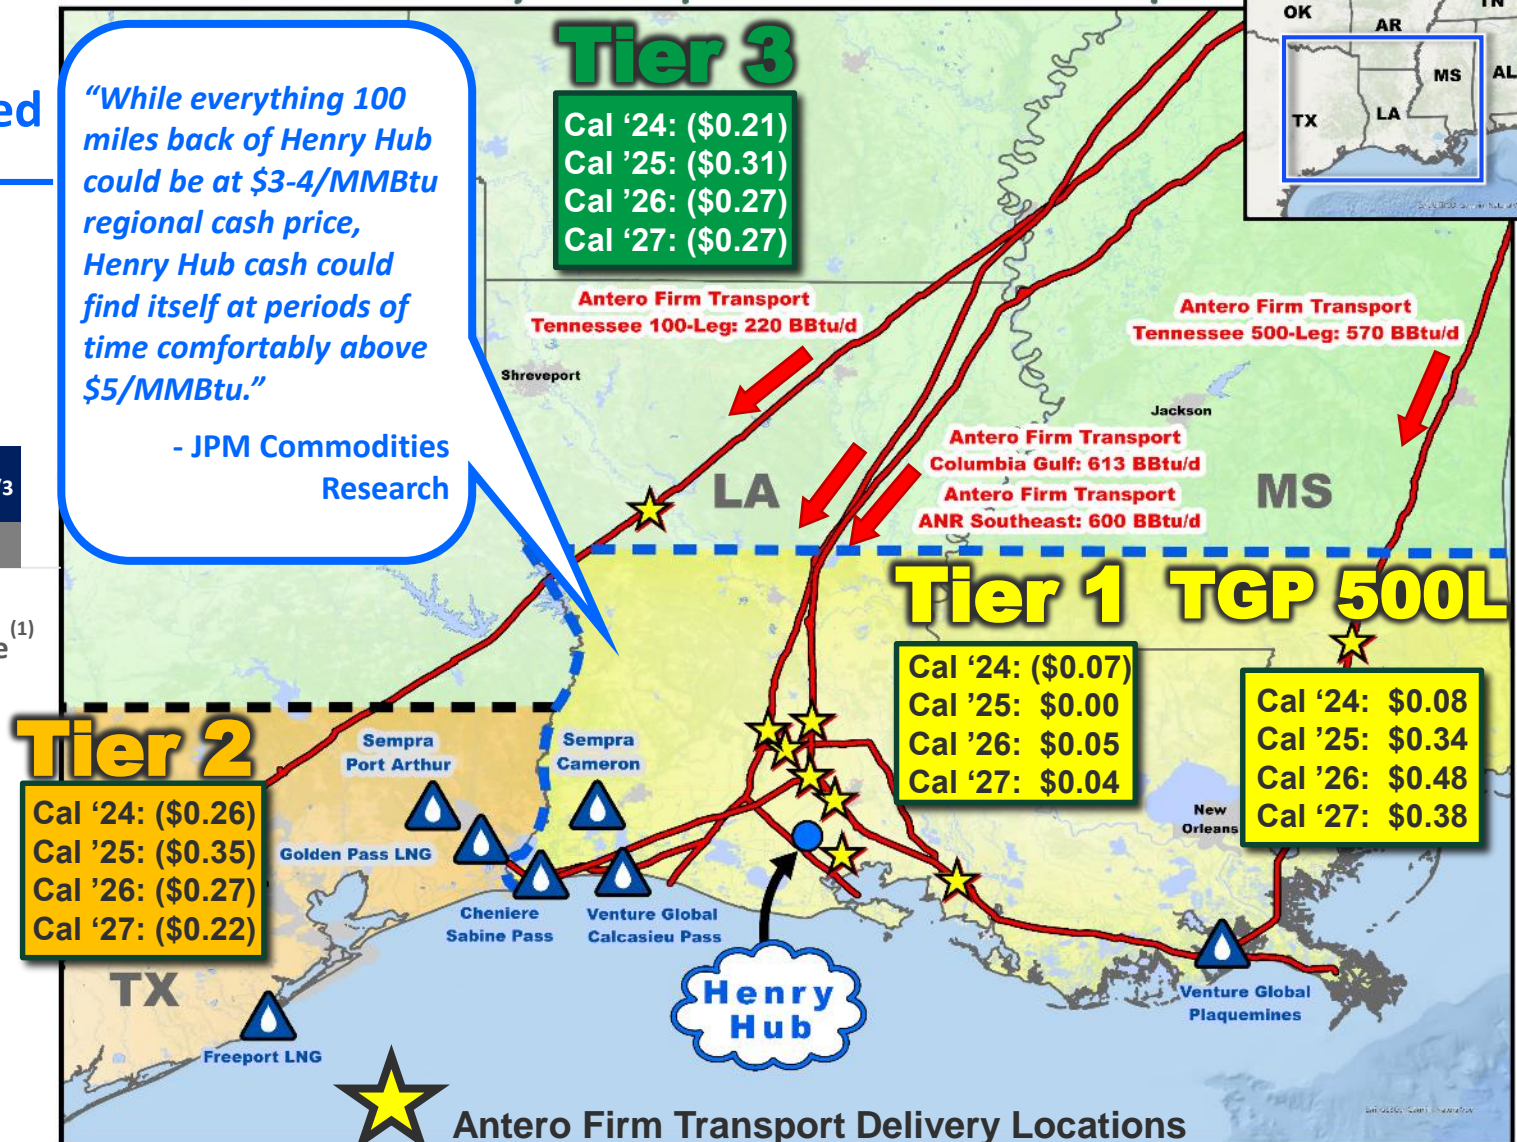 ed
“While everything 100
miles back of Henry Hub
could be at $3-4/MMBtu
regional cash price,
Henry Hub cash could
find itself at periods of
time comfortably above
$5/MMBtu.”
- JPM Commodities
Research
/3
e (1)
Tier 3
Cal '24: ($0.21)
Cal '25: ($0.31)
Cal '26: ($0.27)
Cal '27: ($0.27)
OK
AR
TN
MS
AL
TX
LA
Antero Firm Transport
Tennessee 100-Leg: 220 BBtu/d
Antero Firm Transport
Tennessee 500-Leg: 570 BBtu/d
Shreveport
Jackson
Antero Firm Transport
Columbia Gulf: 613 BBtu/d
Antero Firm Transport
ANR Southeast: 600 BBtu/d
LA
MS
Tier 1
Cal '24: ($0.07)
Cal '25: $0.00
Cal '26: $0.05
Cal '27: $0.04
TGP 500L
Cal '24: $0.08
Cal '25: $0.34
Cal '26: $0.48
Cal '27: $0.38
Tier 2
Cal '24: ($0.26)
Cal '25: ($0.35)
Cal '26: ($0.27)
Cal '27: ($0.22)
Sempra
Port Arthur
Sempra
Cameron
Golden Pass LNG
Cheniere
Sabine Pass
Venture Global
Calcasieu Pass
New
Orleans
TX
Henry
Hub
Venture Global
Plaquemines
Freeport LNG
Antero Firm Transport Delivery Locations